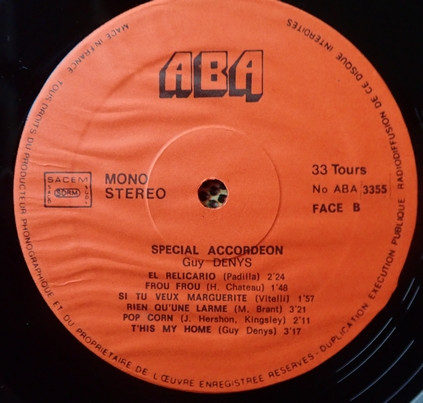 MADE IN FRANCE
TOUS DROITS DU PRODUCTEUR PHONOGRAPHIQUE ET DU PROPRIETAIRE DE L'ŒUVRE ENREGISTREE RESERVES - DUPLICATION EXECUTION PUBLIQUE RADIODIFFUSION DE CE DISQUE INTERDITES
ABA
SACEM
SDRM
MONO
STEREO
33 Tours
No ABA 3355
FACE B
SPECIAL ACCORDEON
Guy DENYS
EL RELICARIO (Padilla) 2'24
FROU FROU (H. Chateau) 1'48
SI TU VEUX MARGUERITE (Vitelli) 1'57
RIEN QU'UNE LARME (M. Brant) 3'21
POP CORN (J. Hershon, Kingsley) 2'11
T'HIS MY HOME (Guy Denys) 3'17